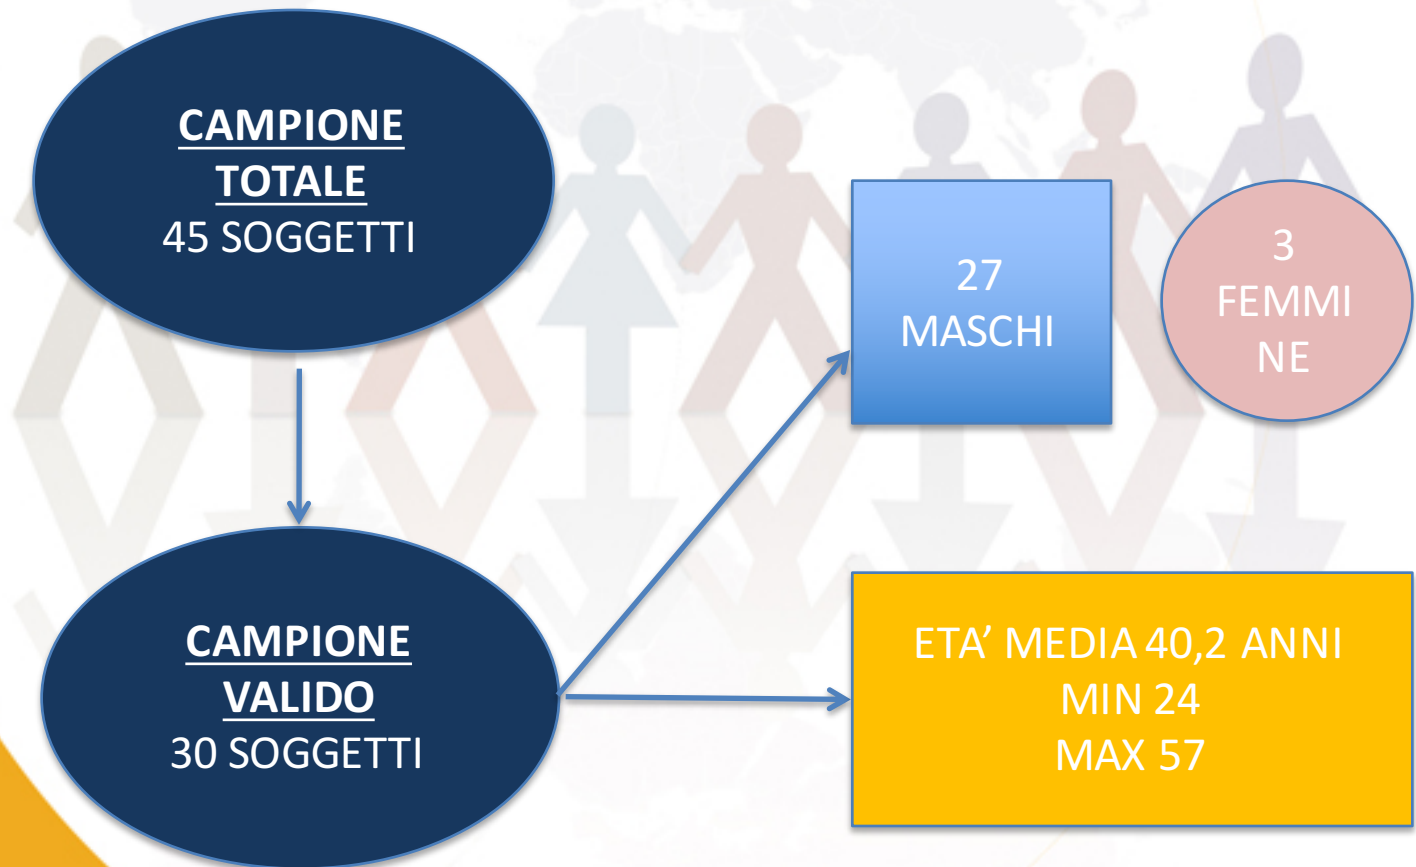 CAMPIONE
TOTALE
45 SOGGETTI
27
MASCHI
3
FEMMI
NE
CAMPIONE
VALIDO
30 SOGGETTI
ETA’ MEDIA 40,2 ANNI
MIN 24
MAX 57